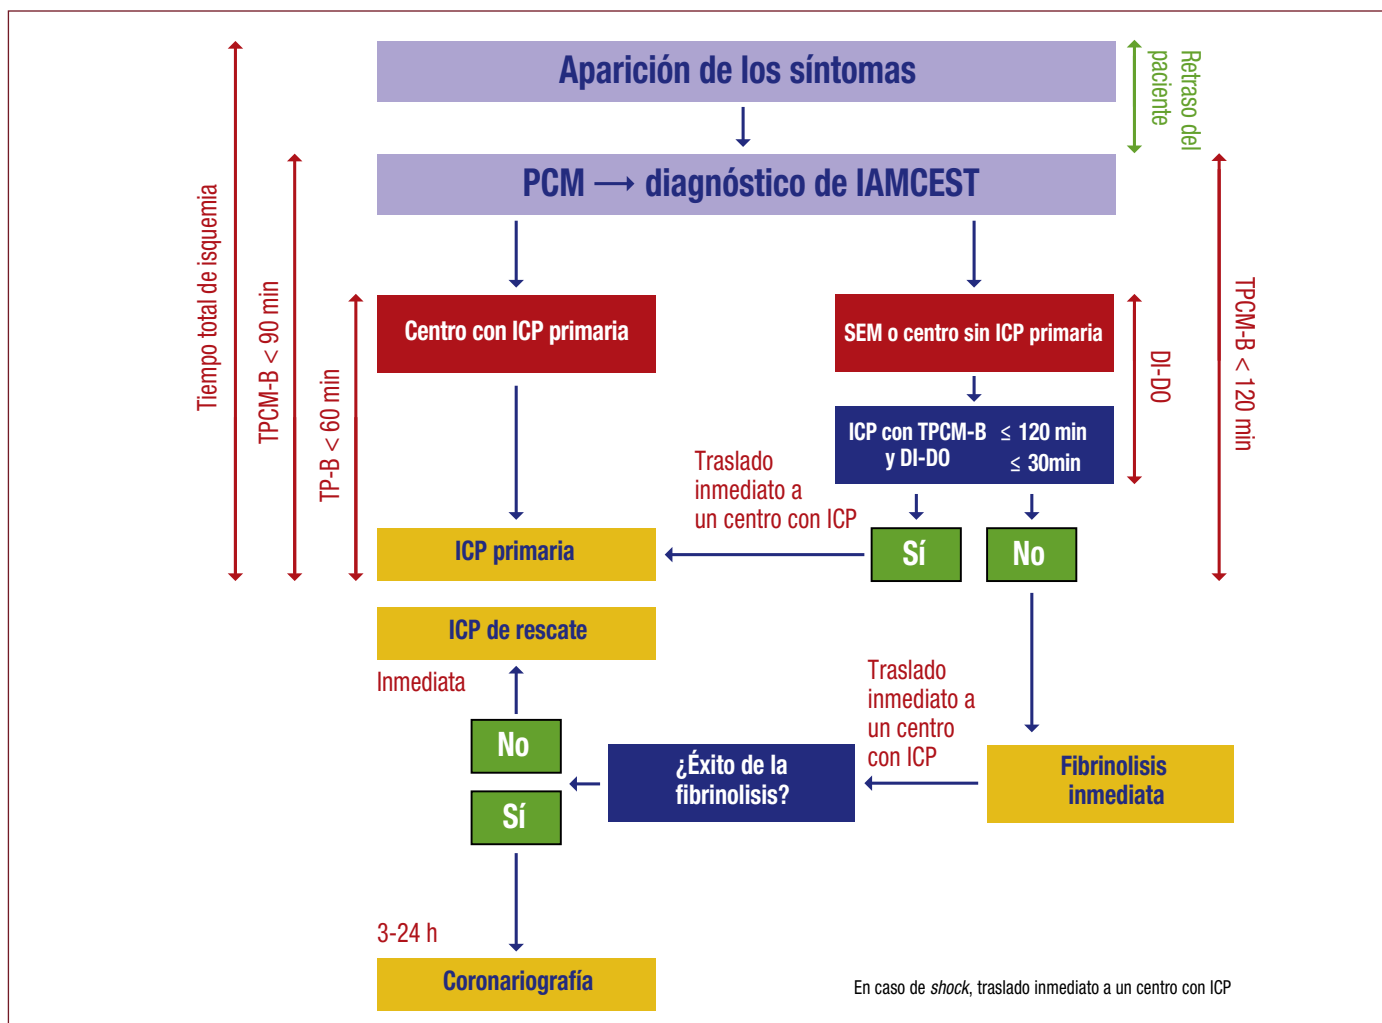 Aparición de los síntomas
Retraso del
paciente
PCM → diagnóstico de IAMCEST
Tiempo total de isquemia
TPCM-B < 90 min
TP-B < 60 min
Centro con ICP primaria
SEM o centro sin ICP primaria
DI-DO
TPCM-B < 120 min
ICP con TPCM-B ≤ 120 min
y DI-DO ≤ 30min
Traslado
inmediato a
un centro con ICP
ICP primaria
Sí
No
ICP de rescate
Inmediata
Traslado
inmediato a
un centro
con ICP
No
Sí
¿Éxito de la
fibrinolisis?
Fibrinolisis
inmediata
3-24 h
Coronariografía
En caso de shock, traslado inmediato a un centro con ICP